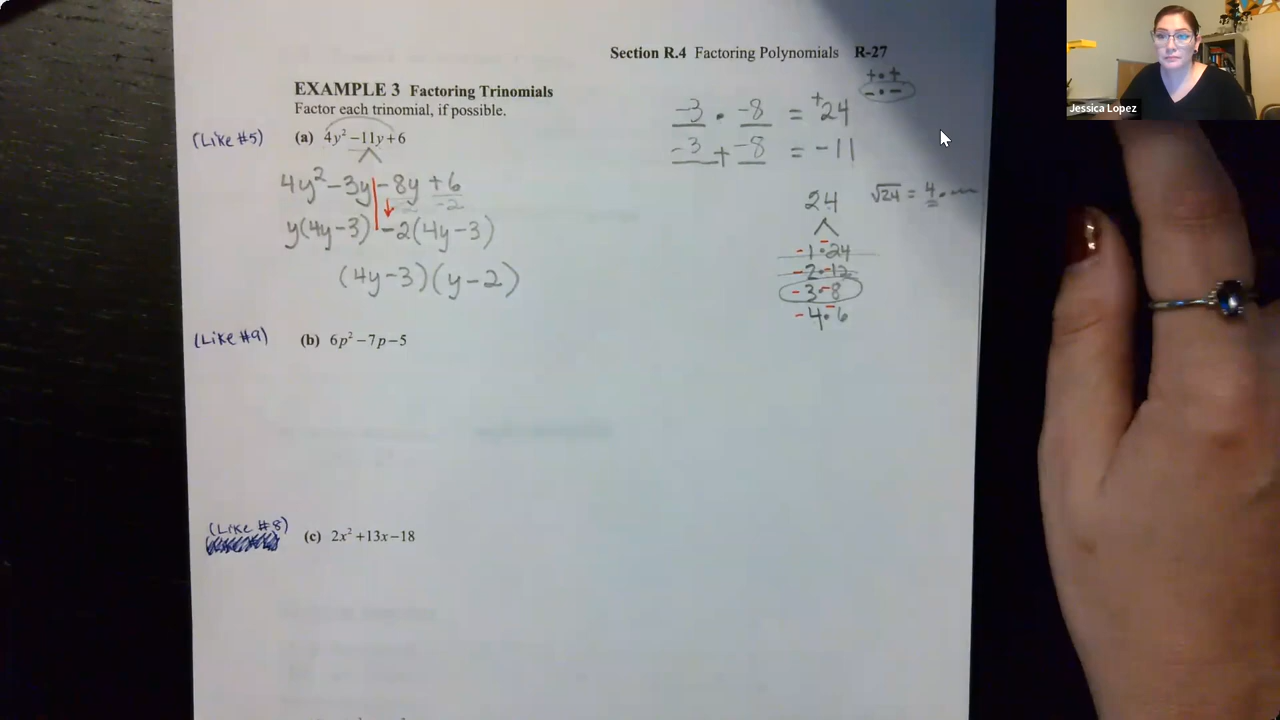 Section R.4 Factoring Polynomials R-27
Jessica Lopez
EXAMPLE 3 Factoring Trinomials
Factor each trinomial, if possible.
(Like #5) (a) 4y² −11y+6
4y² − 3y | − 8y + 6
−2
y(4y−3) − 2(4y−3)
(4y−3)(y−2)
+·+
−·−
−3 · −8 = +24
−3 + −8 = −11
24
√24 = 4.
−1·−24
−2·−12
−3·−8
−4·−6
(Like #9) (b) 6p² −7p−5
(Like #8) (c) 2x² +13x−18